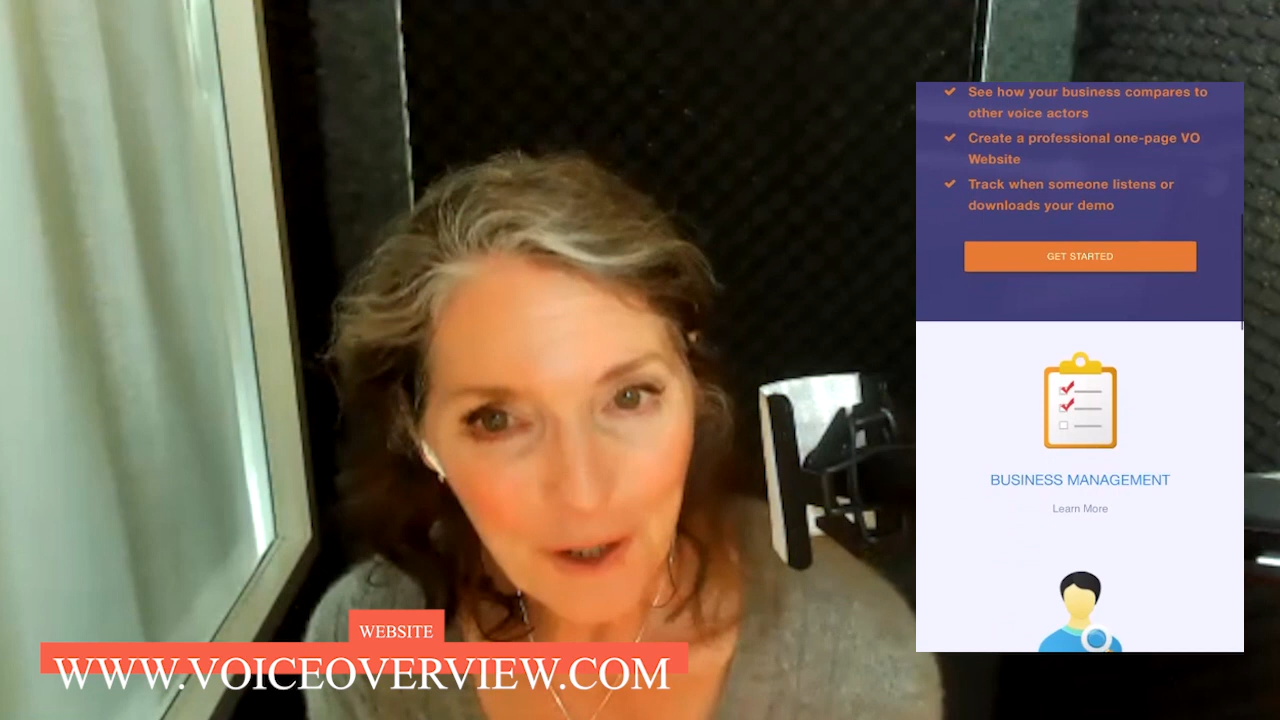 See how your business compares to
other voice actors
Create a professional one-page VO
Website
Track when someone listens or
downloads your demo
GET STARTED
BUSINESS MANAGEMENT
Learn More
WEBSITE
WWW.VOICEOVERVIEW.COM